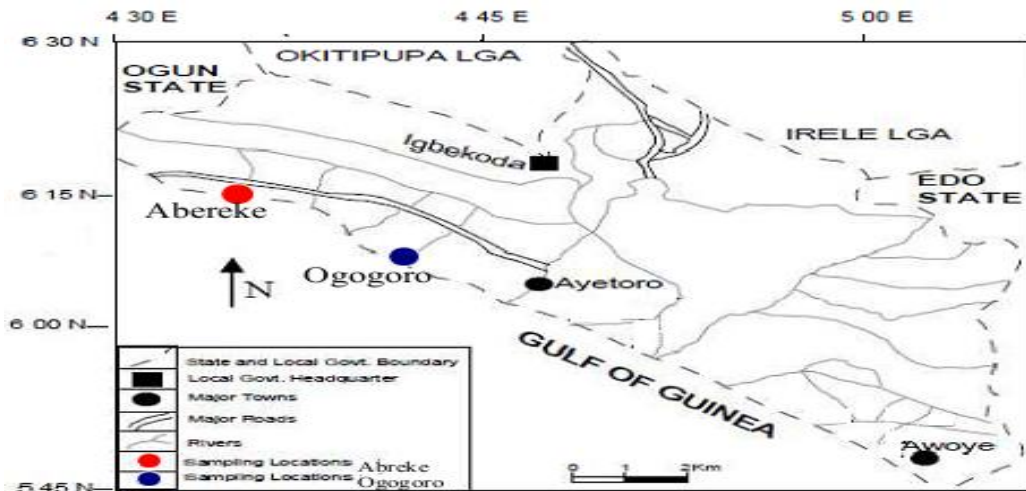 4 30 E 4 45 E 5 00 E
6 30 N
OKITIPUPA LGA
OGUN
STATE
IRELE LGA
Igbekoda
EDO
STATE
6 15 N
Abereke
Ogogoro
N
Ayetoro
6 00 N
GULF OF GUINEA
State and Local Govt. Boundary
Local Govt. Headquarter
Major Towns
Major Roads
Rivers
Sampling Locations Abreke
Sampling Locations Ogogoro
Awoye
0 1 2Km
5 45 N